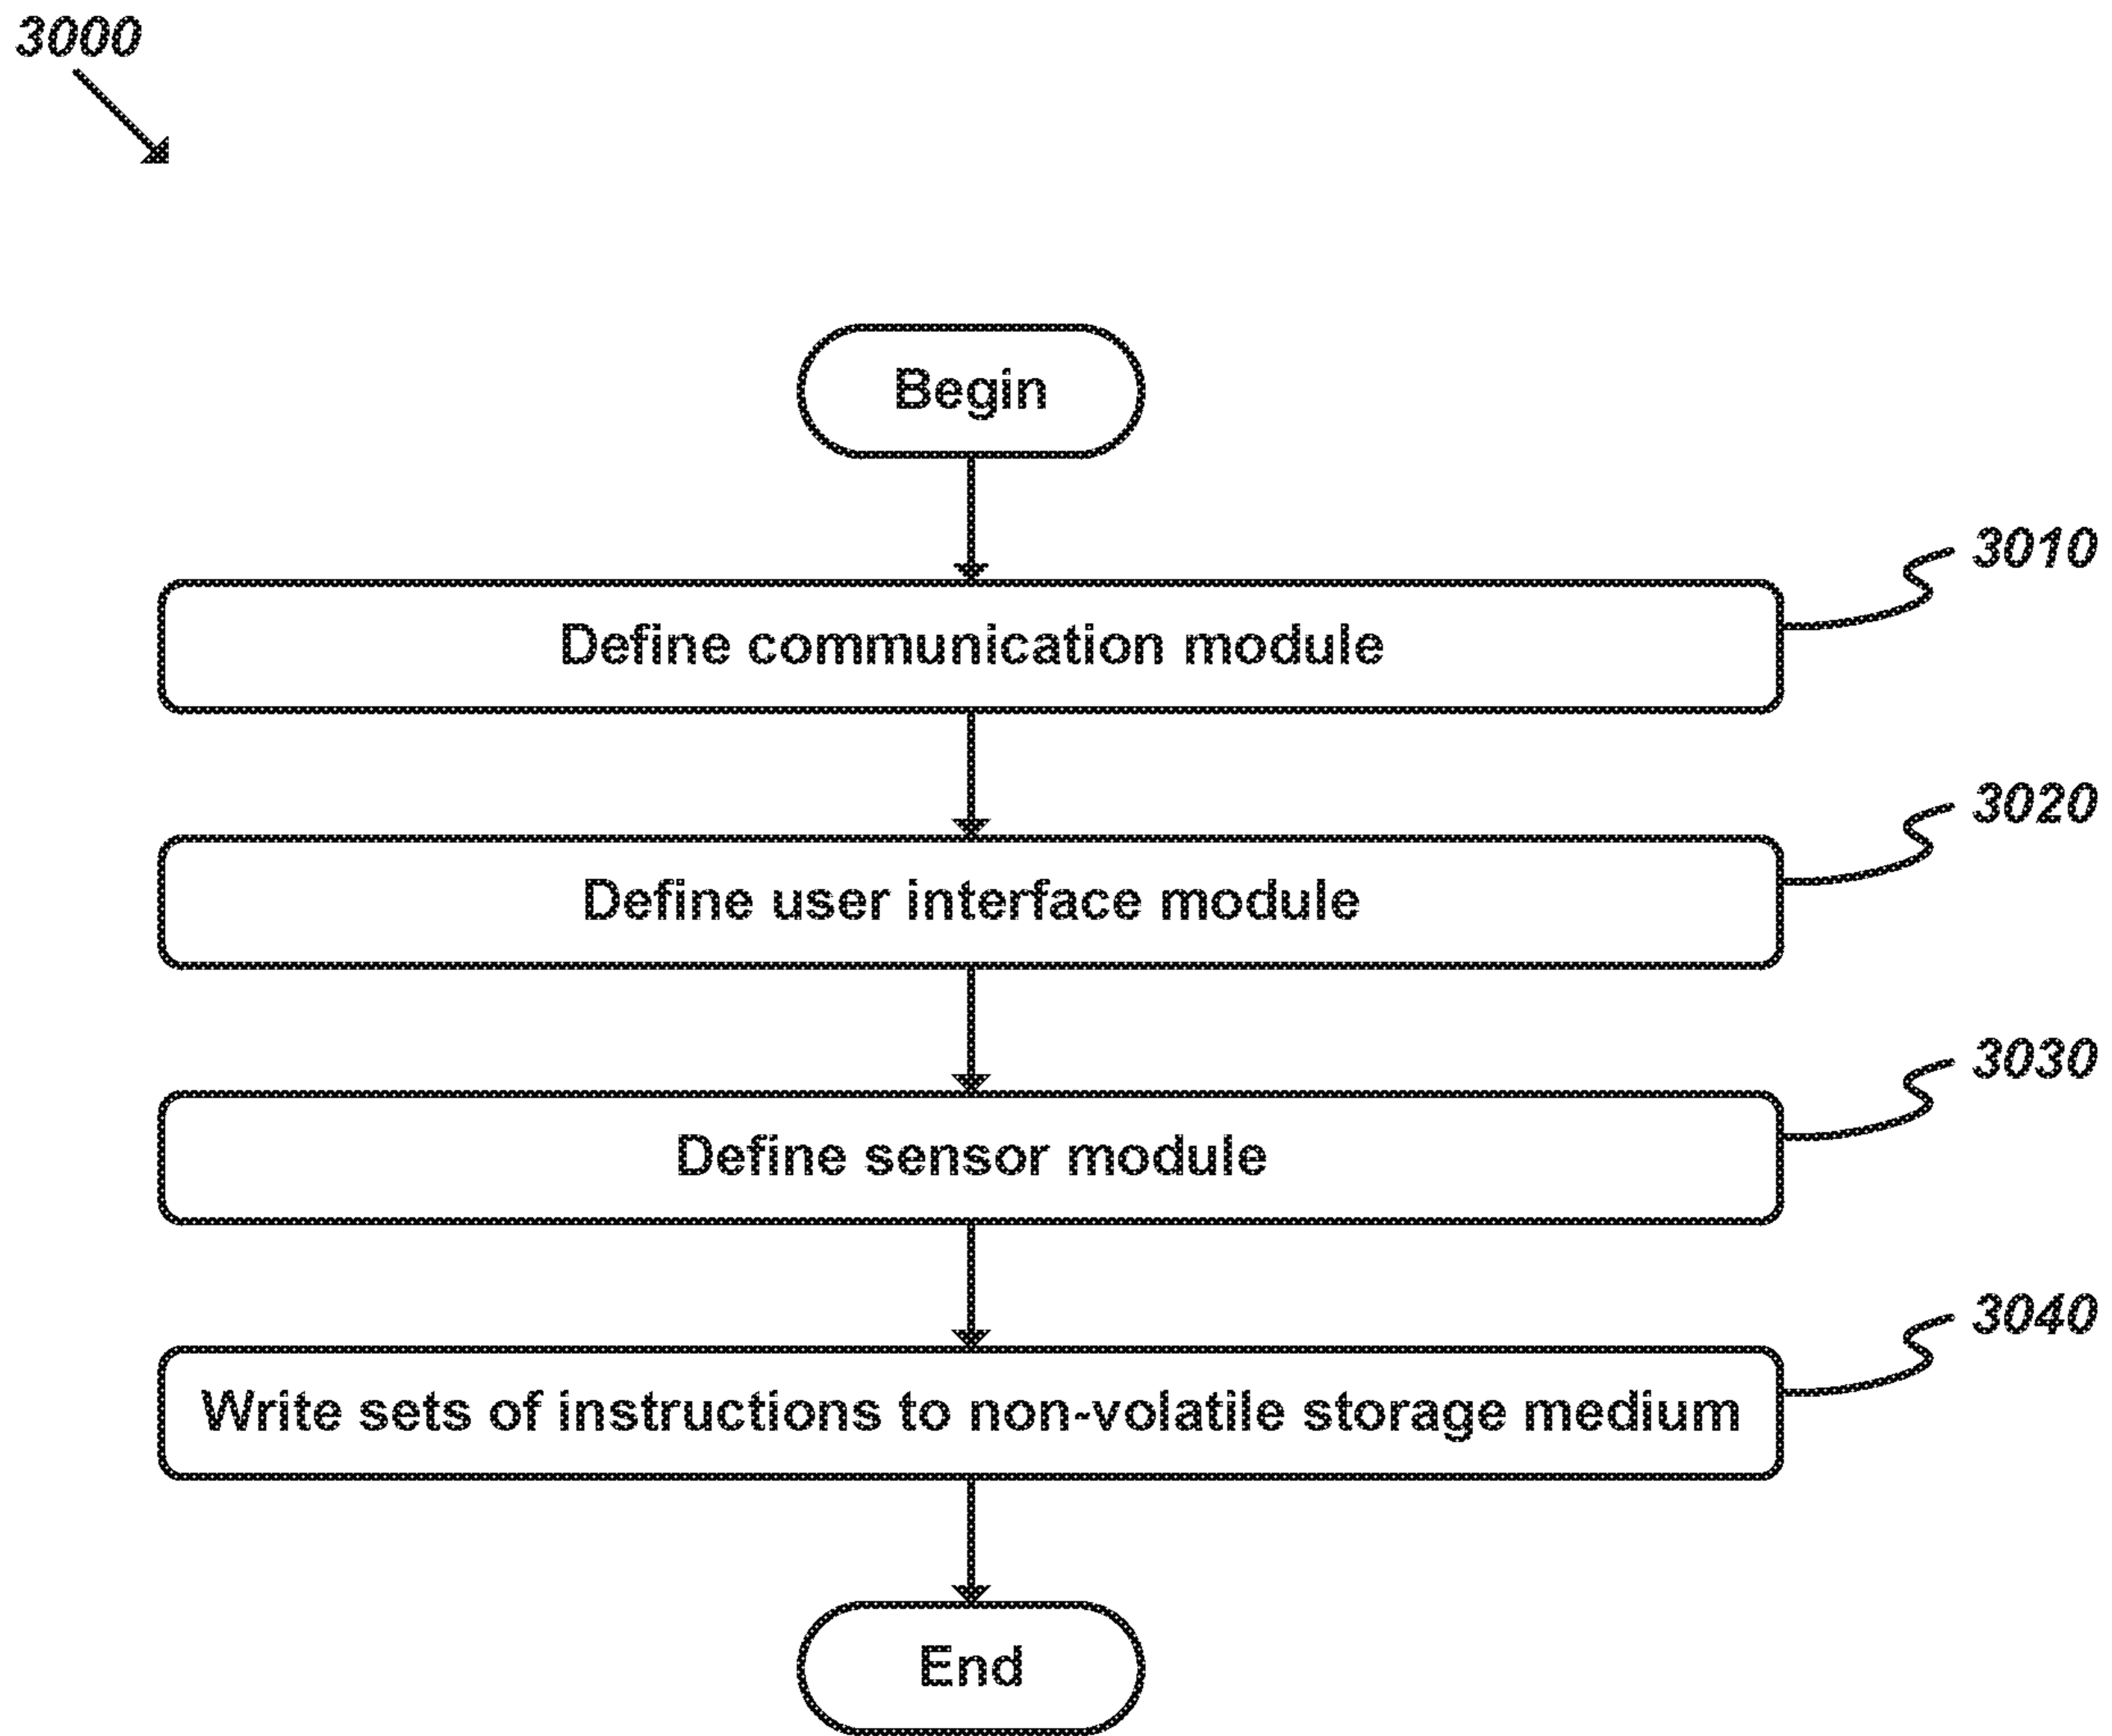 3000
Begin
3010
Define communication module
3020
Define user interface module
3030
Define sensor module
3040
Write sets of instructions to non-volatile storage medium
End